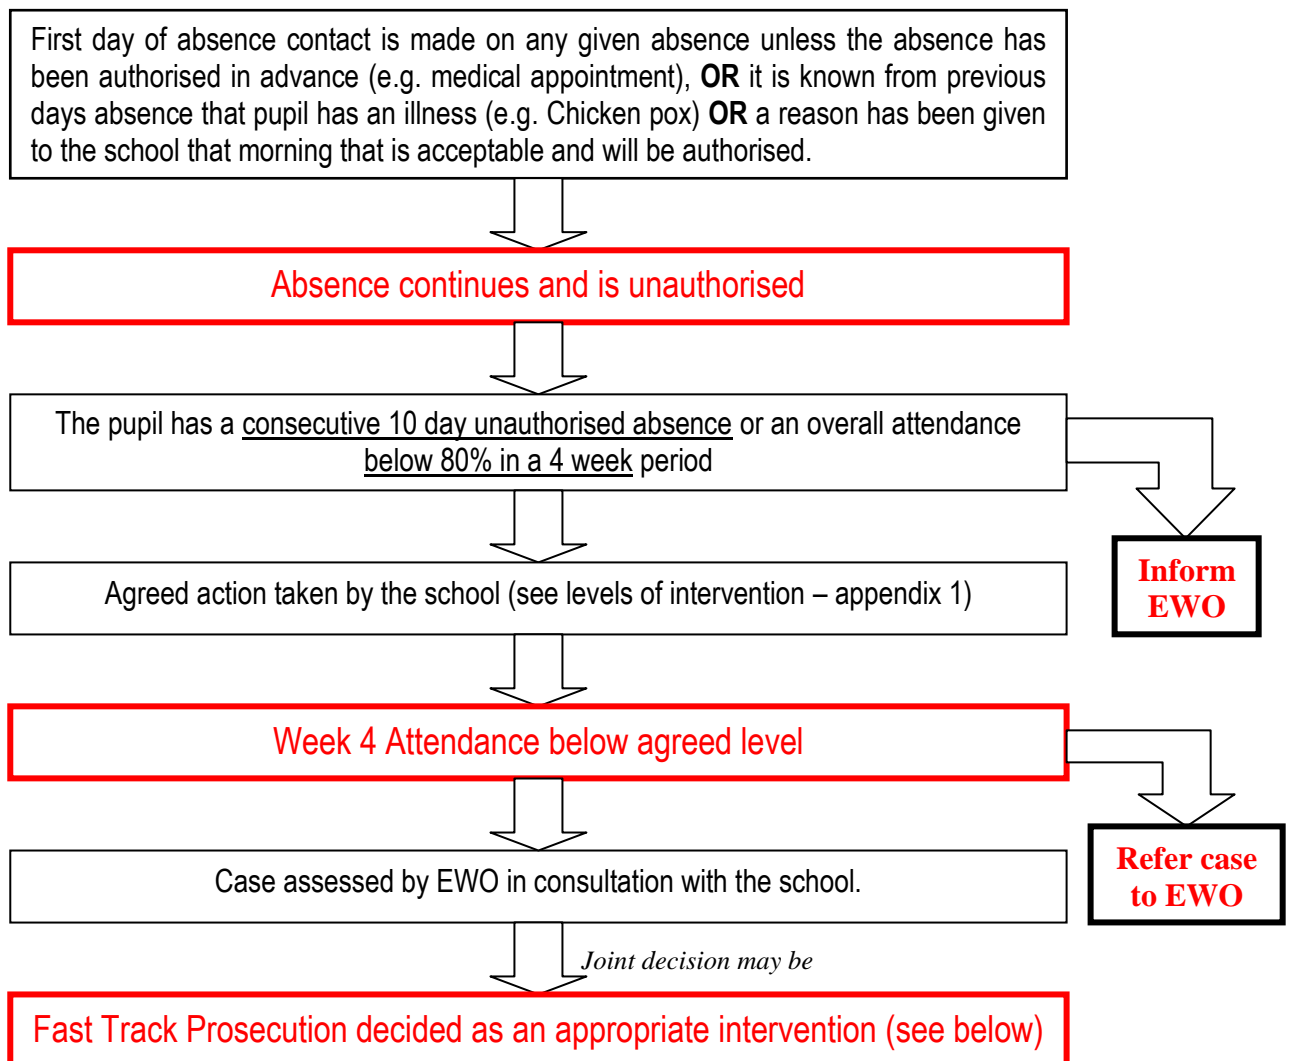 First day of absence contact is made on any given absence unless the absence has
been authorised in advance (e.g. medical appointment), OR it is known from previous
days absence that pupil has an illness (e.g. Chicken pox) OR a reason has been given
to the school that morning that is acceptable and will be authorised.
Absence continues and is unauthorised
The pupil has a consecutive 10 day unauthorised absence or an overall attendance
below 80% in a 4 week period
Inform
EWO
Agreed action taken by the school (see levels of intervention – appendix 1)
Week 4 Attendance below agreed level
Refer case
to EWO
Case assessed by EWO in consultation with the school.
Joint decision may be
Fast Track Prosecution decided as an appropriate intervention (see below)